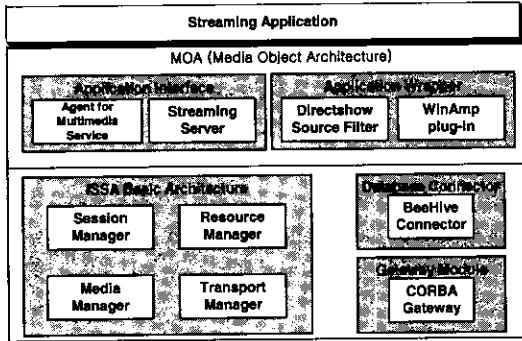 Streaming Application
MOA (Media Object Architecture)
Application Interface
Application Wrapper
Agent for
Multimedia
Service
Streaming
Server
Directshow
Source Filter
WinAmp
plug-in
ISSA Basic Architecture
Database Connector
Session
Manager
Resource
Manager
BeeHive
Connector
Media
Manager
Transport
Manager
Gateway Module
CORBA
Gateway